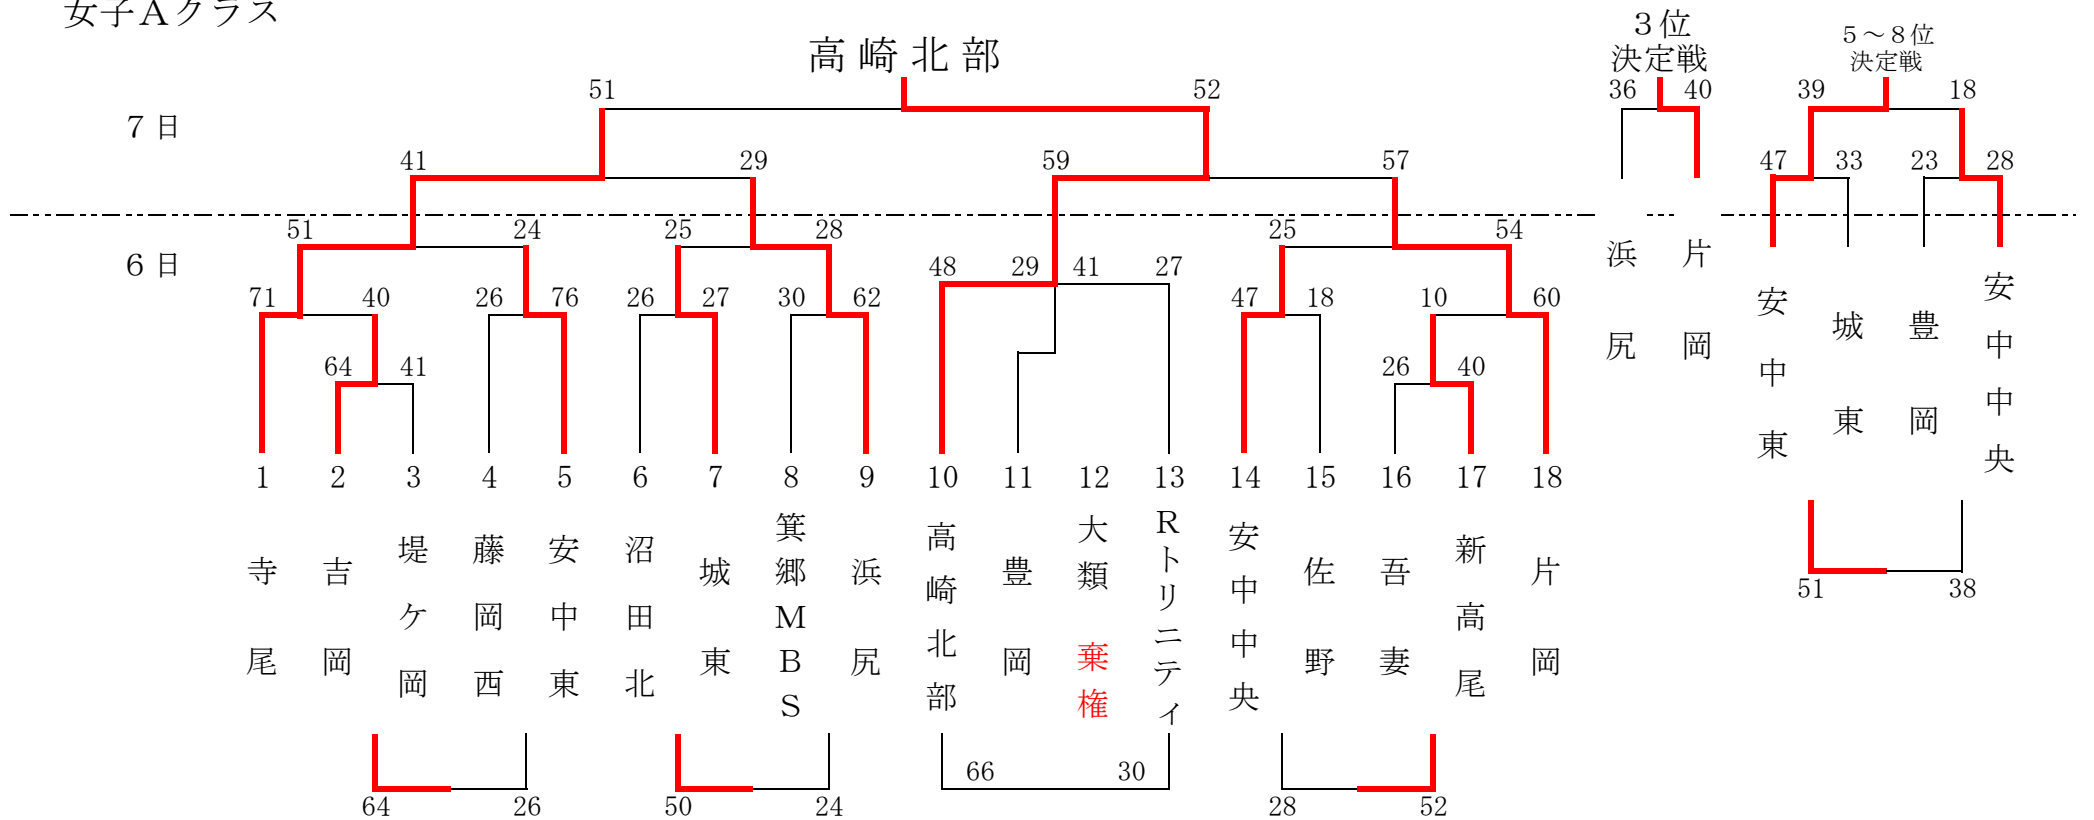 女子Aクラス
高崎北部
3位
決定戦
5～8位
決定戦
51 52 36 40 39 18
7日
41 29 59 57 47 33 23 28
51 24 25 28 25 54
6日
48 29 41 27
71 40 26 76 26 27 30 62 47 18 10 60
64 41 26 40
浜尻
片岡
安中東
城東
豊岡
安中中央
1 2 3 4 5 6 7 8 9 10 11 12 13 14 15 16 17 18
寺尾
吉岡
堤ケ岡
藤岡西
安中東
沼田北
城東
箕郷MBS
浜尻
高崎北部
豊岡
大類 棄権
Rトリニティ
安中中央
佐野
吾妻
新高尾
片岡
51 38
66 30
64 26 50 24 28 52